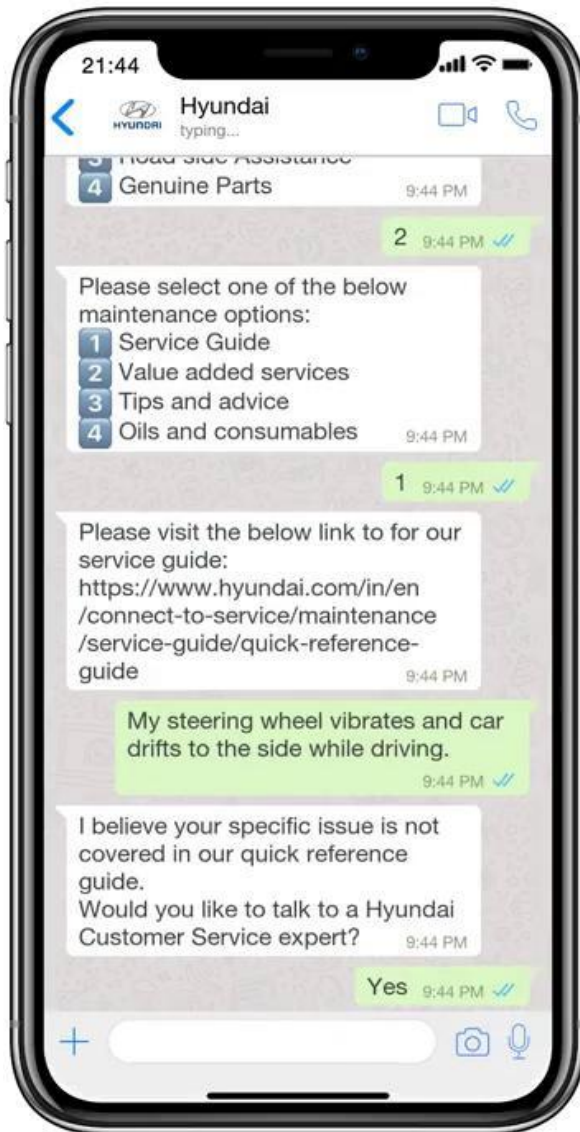 21:44
HYUNDAI
Hyundai
typing...
3 Road side Assistance
4 Genuine Parts
9:44 PM
2 9:44 PM
Please select one of the below
maintenance options:
1 Service Guide
2 Value added services
3 Tips and advice
4 Oils and consumables
9:44 PM
1 9:44 PM
Please visit the below link to for our
service guide:
https://www.hyundai.com/in/en
/connect-to-service/maintenance
/service-guide/quick-reference-
guide
9:44 PM
My steering wheel vibrates and car
drifts to the side while driving.
9:44 PM
I believe your specific issue is not
covered in our quick reference
guide.
Would you like to talk to a Hyundai
Customer Service expert?
9:44 PM
Yes 9:44 PM